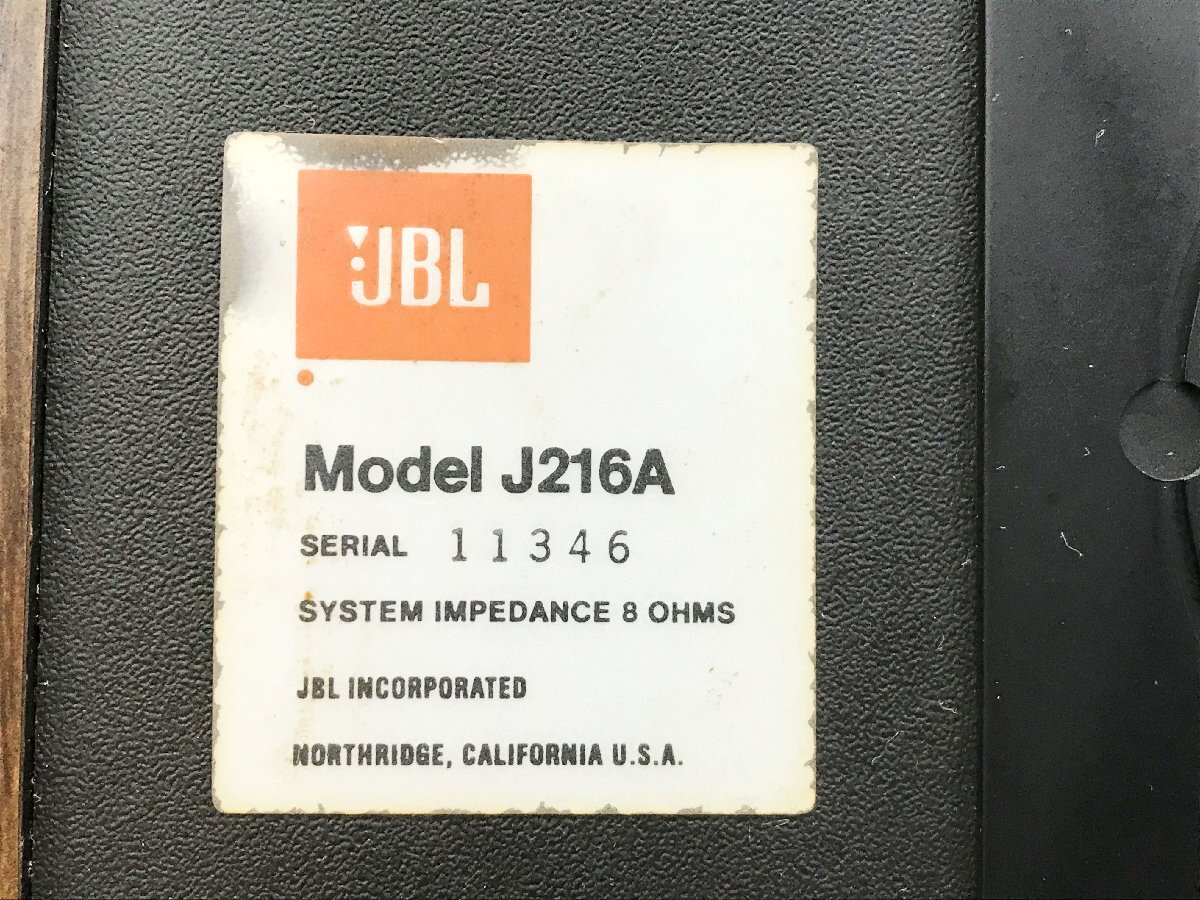 JBL
Model J216A
SERIAL 11346
SYSTEM IMPEDANCE 8 OHMS
JBL INCORPORATED
NORTHRIDGE, CALIFORNIA U.S.A.